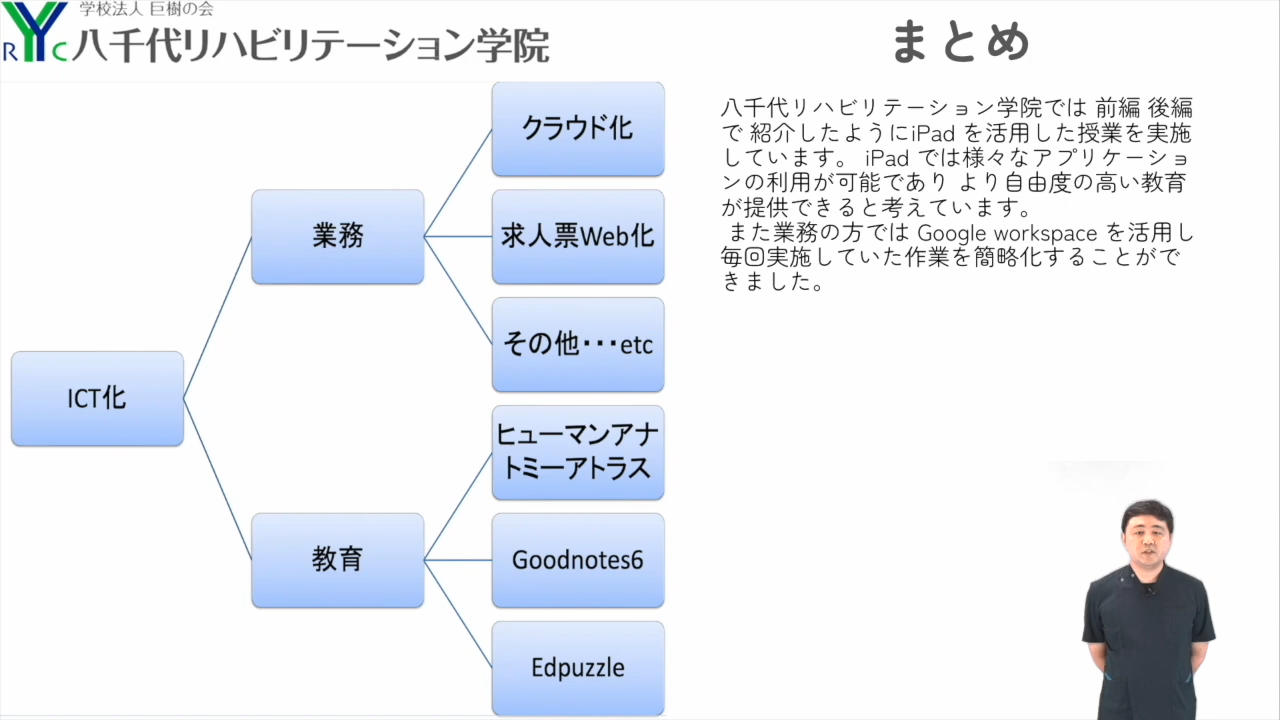 学校法人 巨樹の会
RYC 八千代リハビリテーション学院
まとめ
ICT化
業務
クラウド化
求人票Web化
その他・・・etc
教育
ヒューマンアナ
トミーアトラス
Goodnotes6
Edpuzzle
八千代リハビリテーション学院では 前編 後編
で 紹介したようにiPad を活用した授業を実施
しています。 iPad では様々なアプリケーショ
ンの利用が可能であり より自由度の高い教育
が提供できると考えています。
また業務の方では Google workspace を活用し
毎回実施していた作業を簡略化することがで
きました。